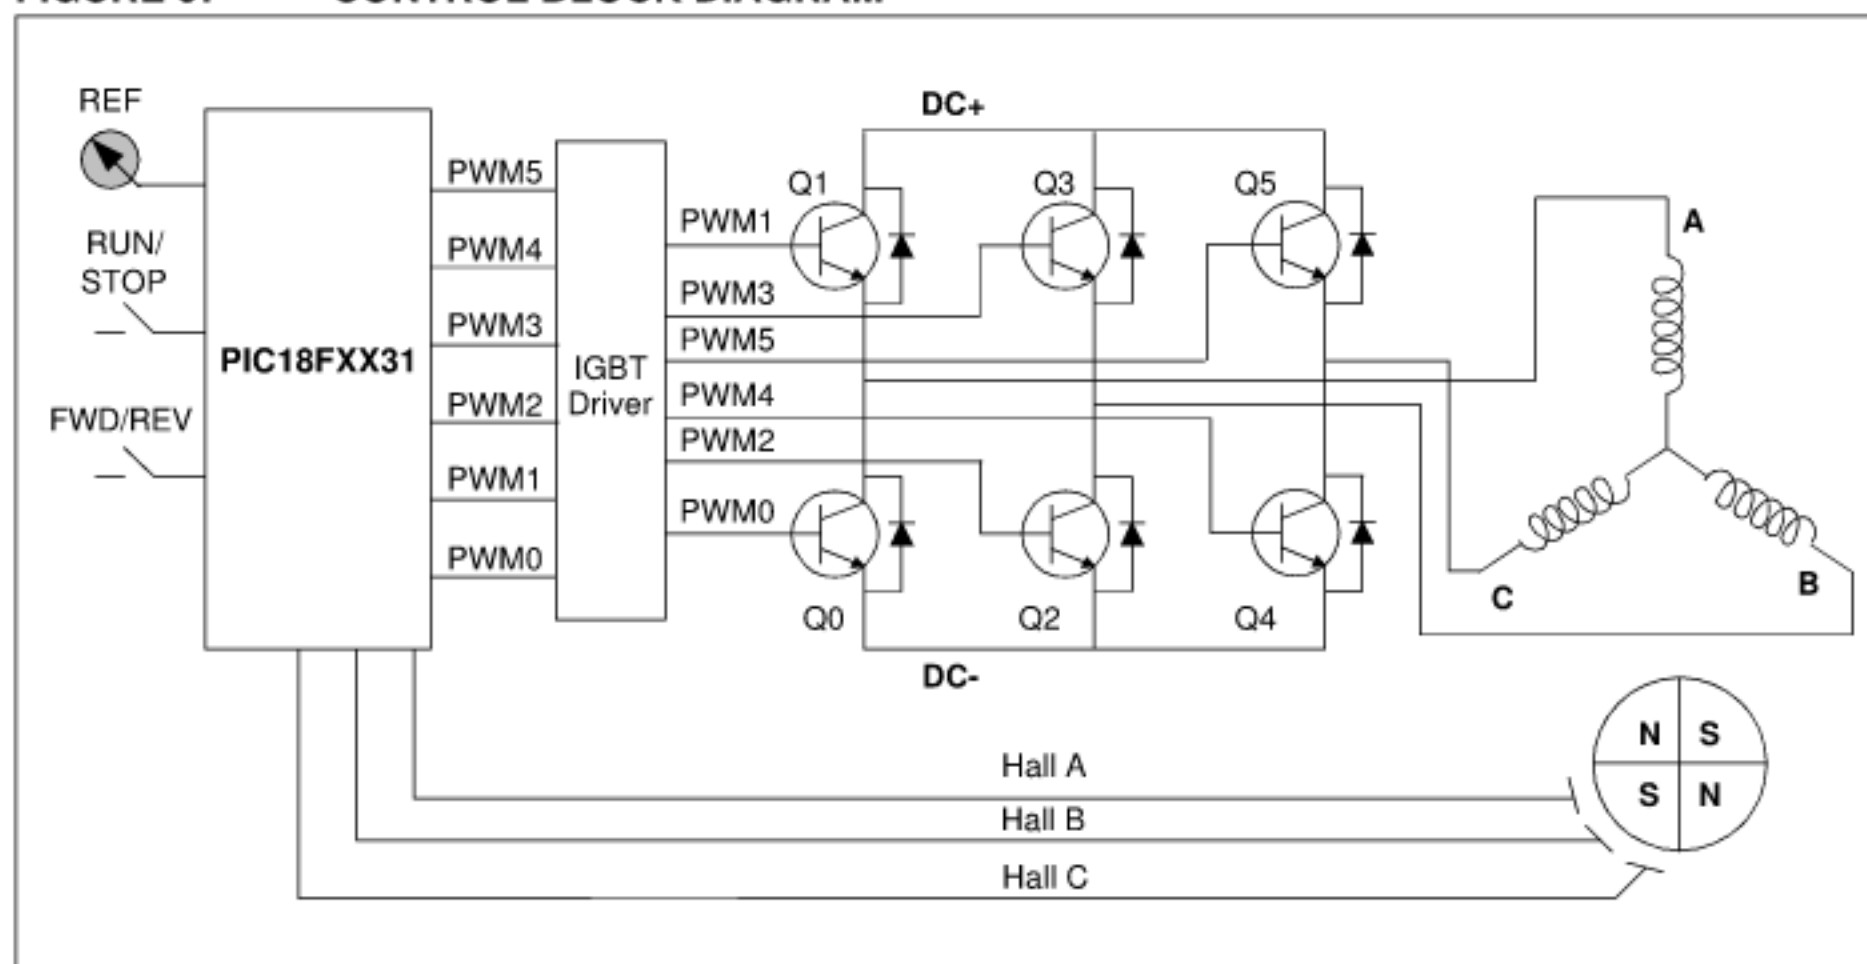 REF
RUN/
STOP
FWD/REV
PIC18FXX31
PWM5
PWM4
PWM3
PWM2
PWM1
PWM0
IGBT
Driver
PWM1
PWM3
PWM5
PWM4
PWM2
PWM0
DC+
Q1
Q3
Q5
Q0
Q2
Q4
DC-
A
C
B
N
S
S
N
Hall A
Hall B
Hall C